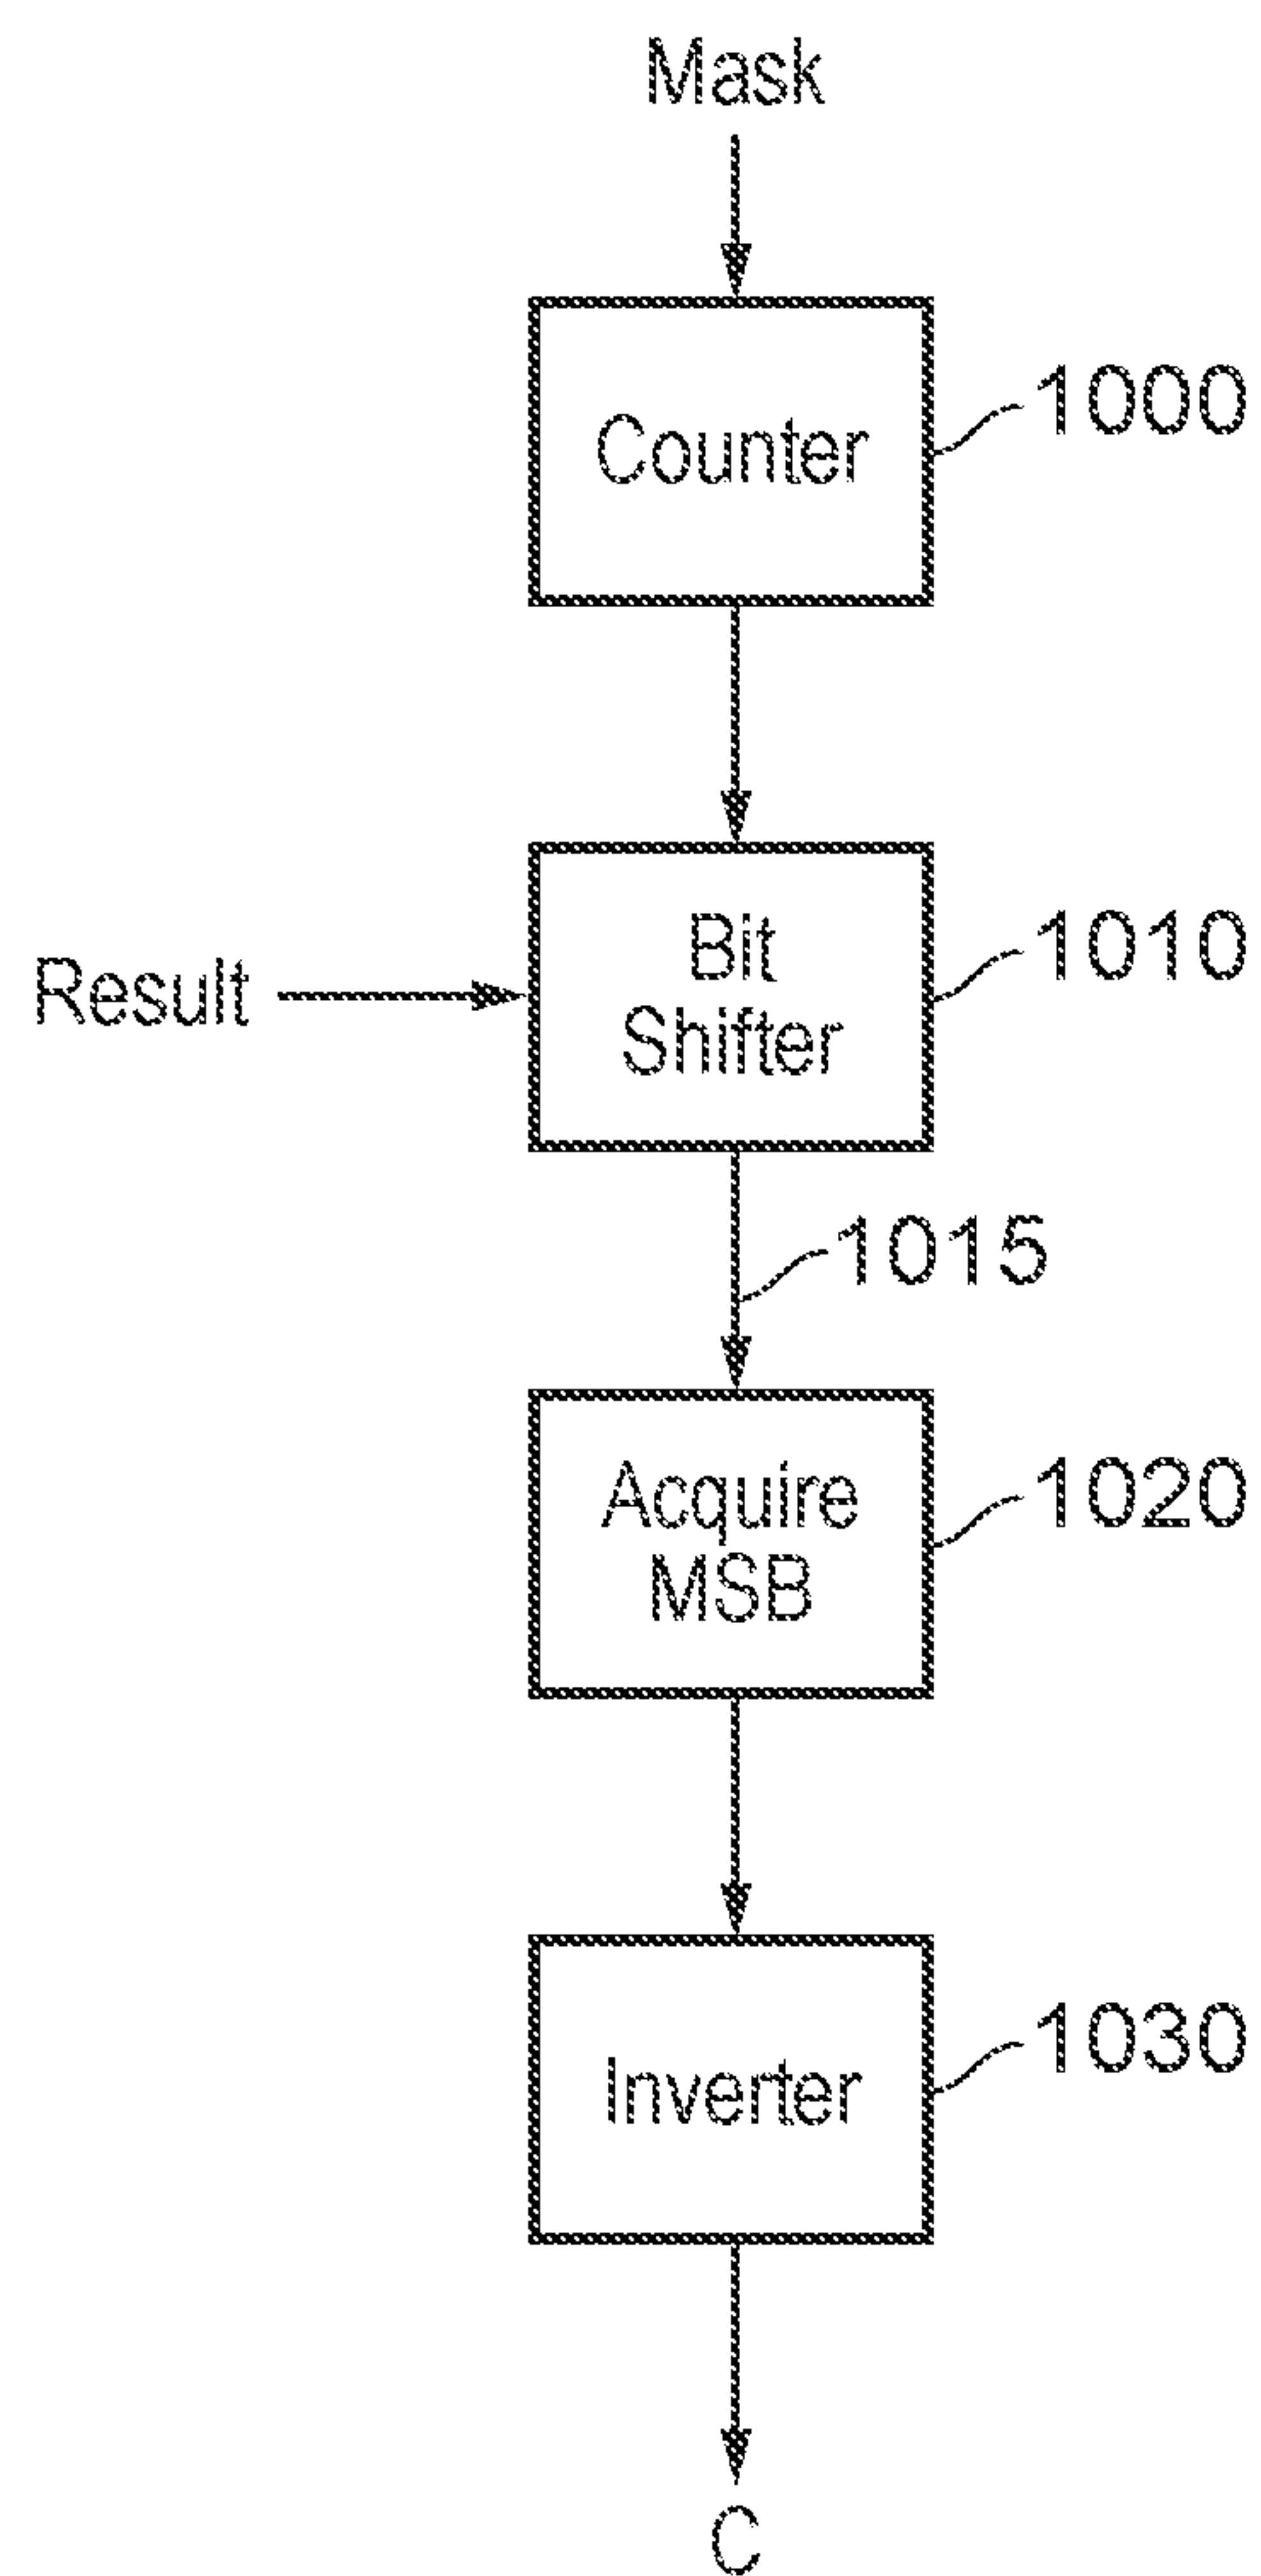 Mask
Counter
1000
Bit
Shifter
1010
Result
1015
Acquire
MSB
1020
Inverter
1030
C